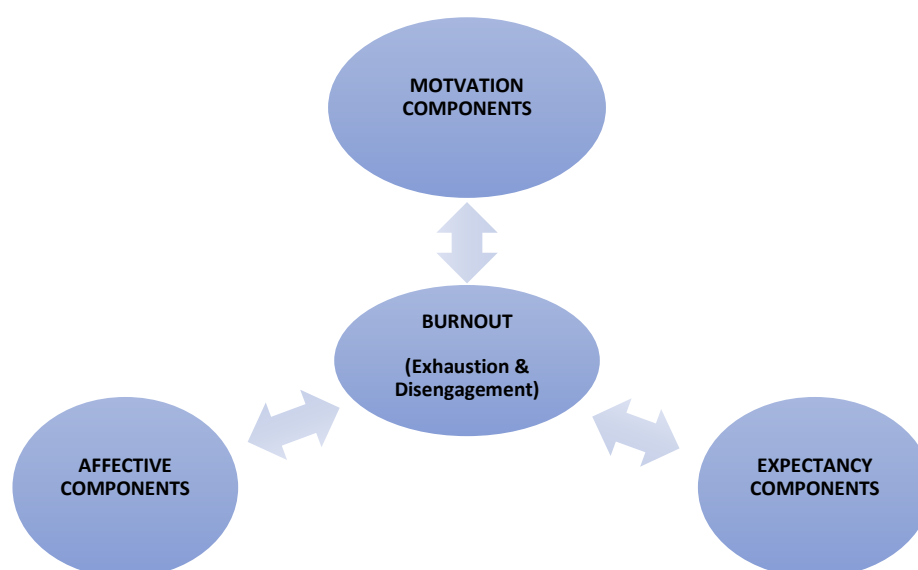 MOTVATION
COMPONENTS
BURNOUT
(Exhaustion &
Disengagement)
AFFECTIVE
COMPONENTS
EXPECTANCY
COMPONENTS